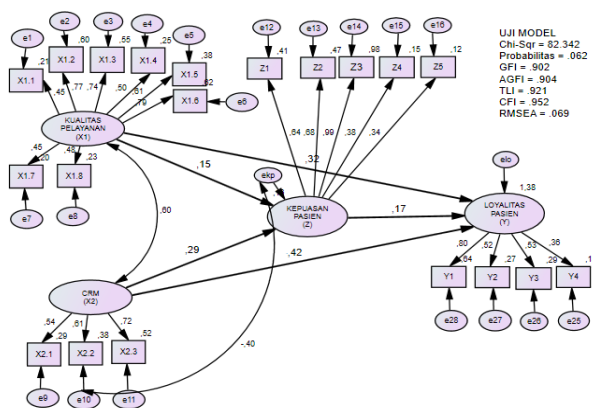 e1
e2
e3
e4
e5
,21
X1.1
,60
X1.2
,55
X1.3
,25
X1.4
,38
X1.5
,62
X1.6
e6
,45
,77
,74
,50
,61
,79
KUALITAS
PELAYANAN
(X1)
,45
,20
X1.7
,48
,23
X1.8
e7
e8
e12
e13
e14
e15
e16
,41
Z1
,47
Z2
,98
Z3
,15
Z4
,12
Z5
,64
,68
,99
,38
,34
UJI MODEL
Chi-Sqr = 82.342
Probabilitas = .062
GFI = .902
AGFI = .904
TLI = .921
CFI = .952
RMSEA = .069
,15
,32
ekp
KEPUASAN
PASIEN
(Z)
,17
elo
1,38
LOYALITAS
PASIEN
(Y)
,60
,29
,42
-,40
,80
,52
,53
,36
,64
Y1
,27
Y2
,29
Y3
Y4
e28
e27
e26
e25
CRM
(X2)
,54
,61
,72
,29
X2.1
,38
X2.2
,52
X2.3
e9
e10
e11